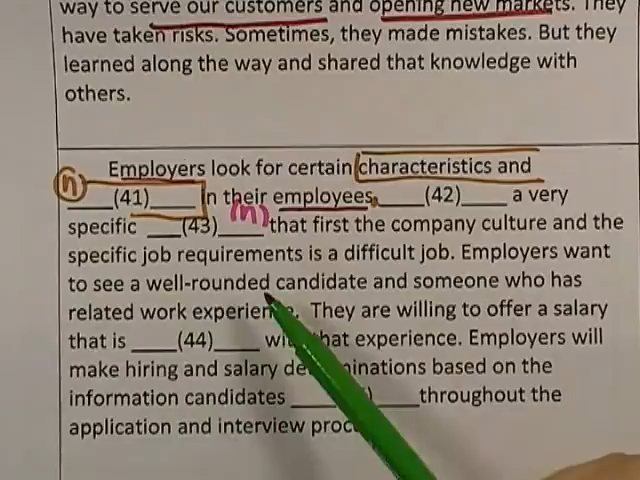 way to serve our customers and opening new markets. They
have taken risks. Sometimes, they made mistakes. But they
learned along the way and shared that knowledge with
others.
Employers look for certain characteristics and
(n)
____(41)____ in their employees. ____(42)____ a very
(n)
specific ___(43)____ that first the company culture and the
specific job requirements is a difficult job. Employers want
to see a well-rounded candidate and someone who has
related work experience. They are willing to offer a salary
that is ____(44)____ with that experience. Employers will
make hiring and salary determinations based on the
information candidates ____ ____throughout the
application and interview